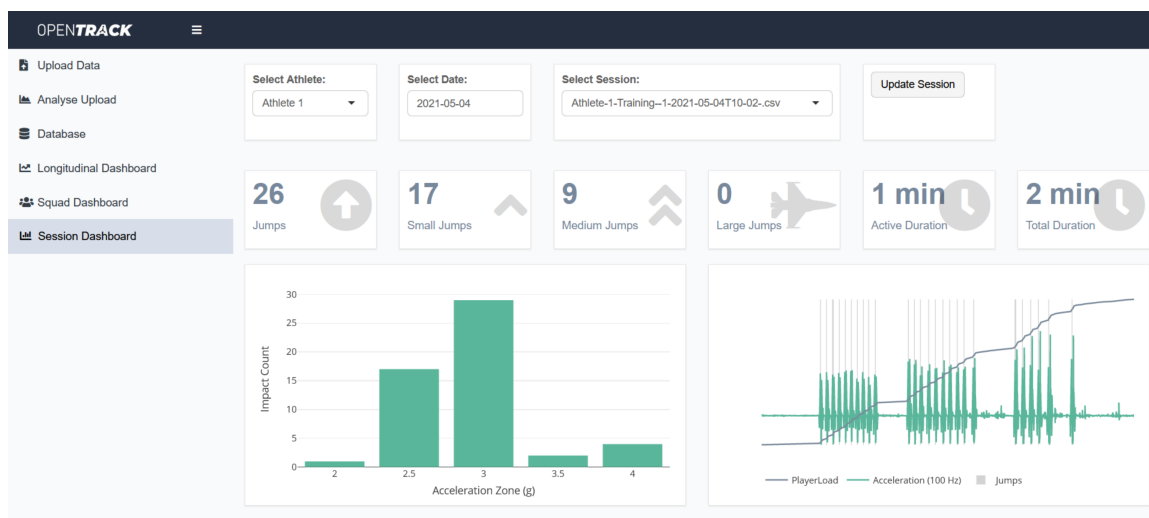 OPENTRACK
Upload Data
Analyse Upload
Database
Longitudinal Dashboard
Squad Dashboard
Session Dashboard
Select Athlete:
Athlete 1
Select Date:
2021-05-04
Select Session:
Athlete-1-Training--1-2021-05-04T10-02-.csv
Update Session
26
Jumps
17
Small Jumps
9
Medium Jumps
0
Large Jumps
1 min
Active Duration
2 min
Total Duration
30
25
20
15
10
5
0
Impact Count
2
2.5
3
3.5
4
Acceleration Zone (g)
PlayerLoad
Acceleration (100 Hz)
Jumps